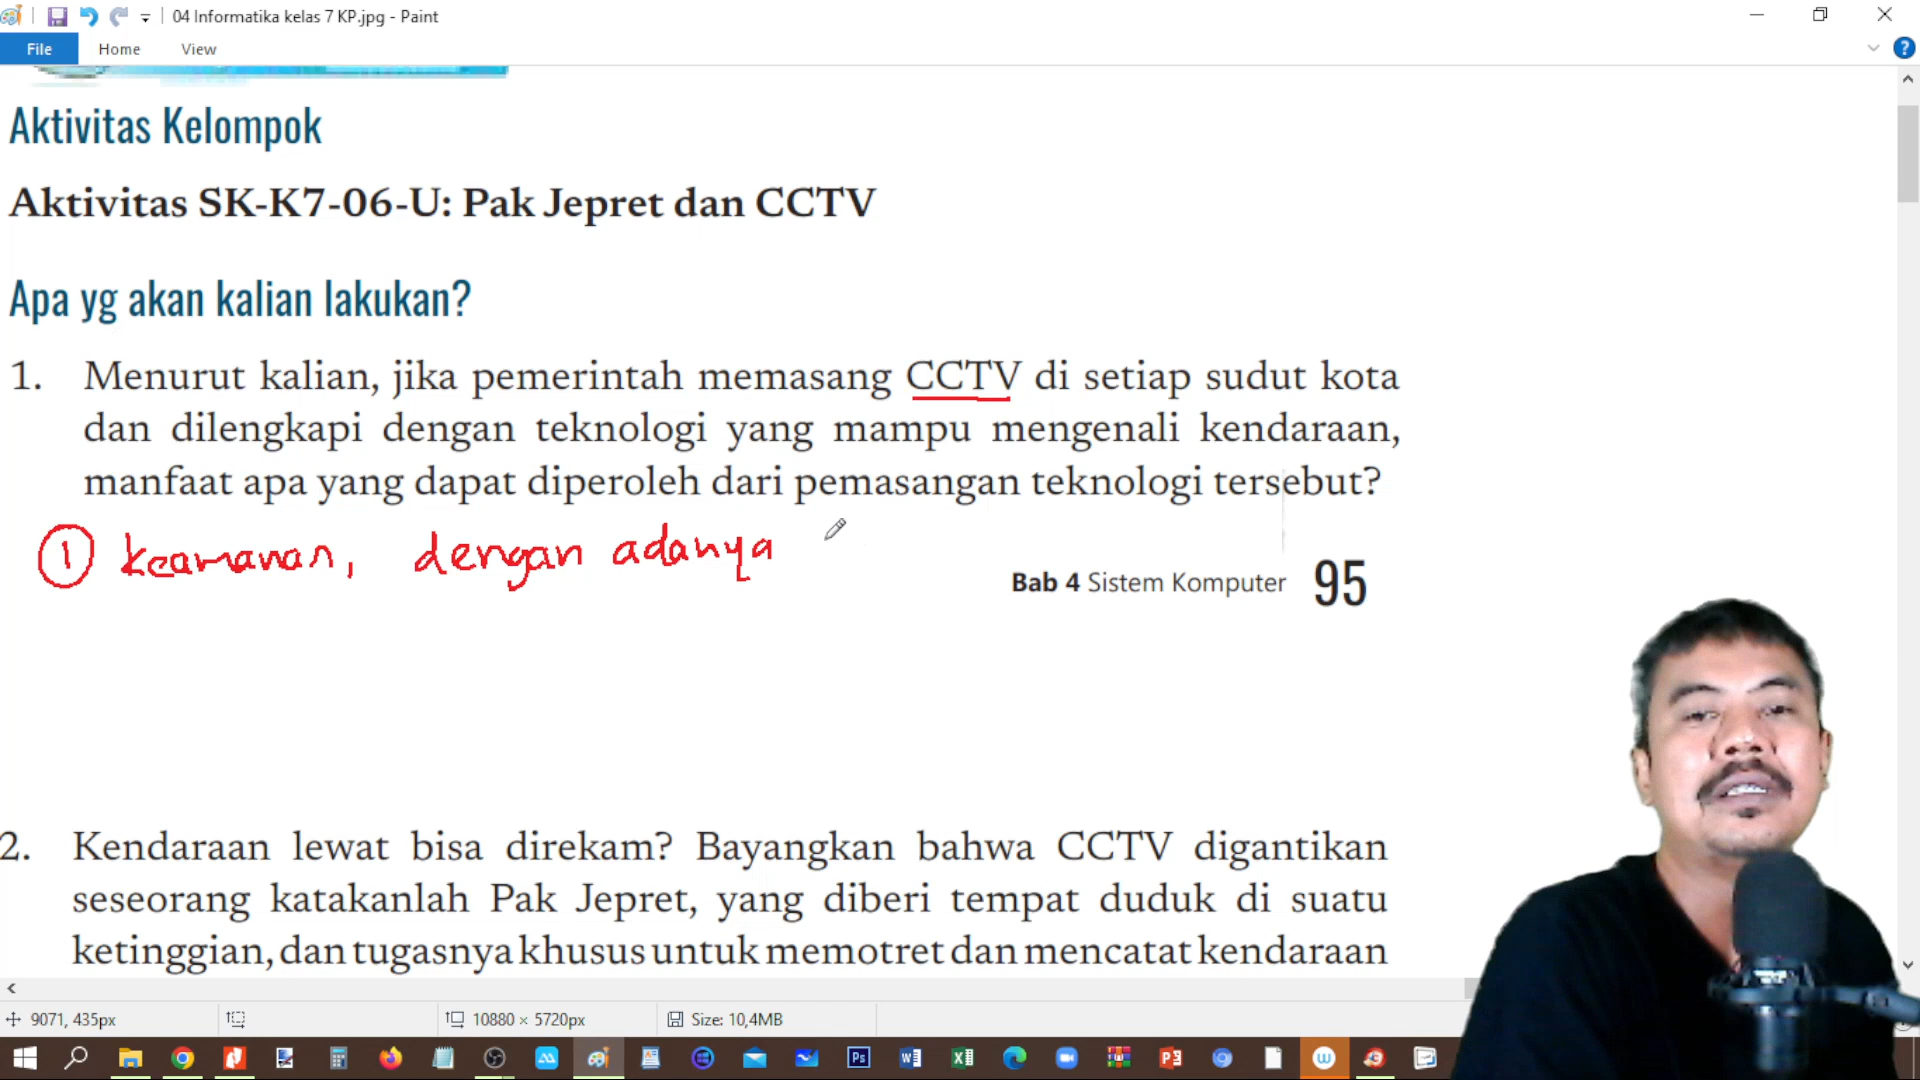 04 Informatika kelas 7 KP.jpg - Paint
File Home View
Aktivitas Kelompok
Aktivitas SK-K7-06-U: Pak Jepret dan CCTV
Apa yg akan kalian lakukan?
1. Menurut kalian, jika pemerintah memasang CCTV di setiap sudut kota
dan dilengkapi dengan teknologi yang mampu mengenali kendaraan,
manfaat apa yang dapat diperoleh dari pemasangan teknologi tersebut?
1 keamanan, dengan adanya
Bab 4 Sistem Komputer 95
2. Kendaraan lewat bisa direkam? Bayangkan bahwa CCTV digantikan
seseorang katakanlah Pak Jepret, yang diberi tempat duduk di suatu
ketinggian, dan tugasnya khusus untuk memotret dan mencatat kendaraan
9071, 435px 10880 × 5720px Size: 10,4MB